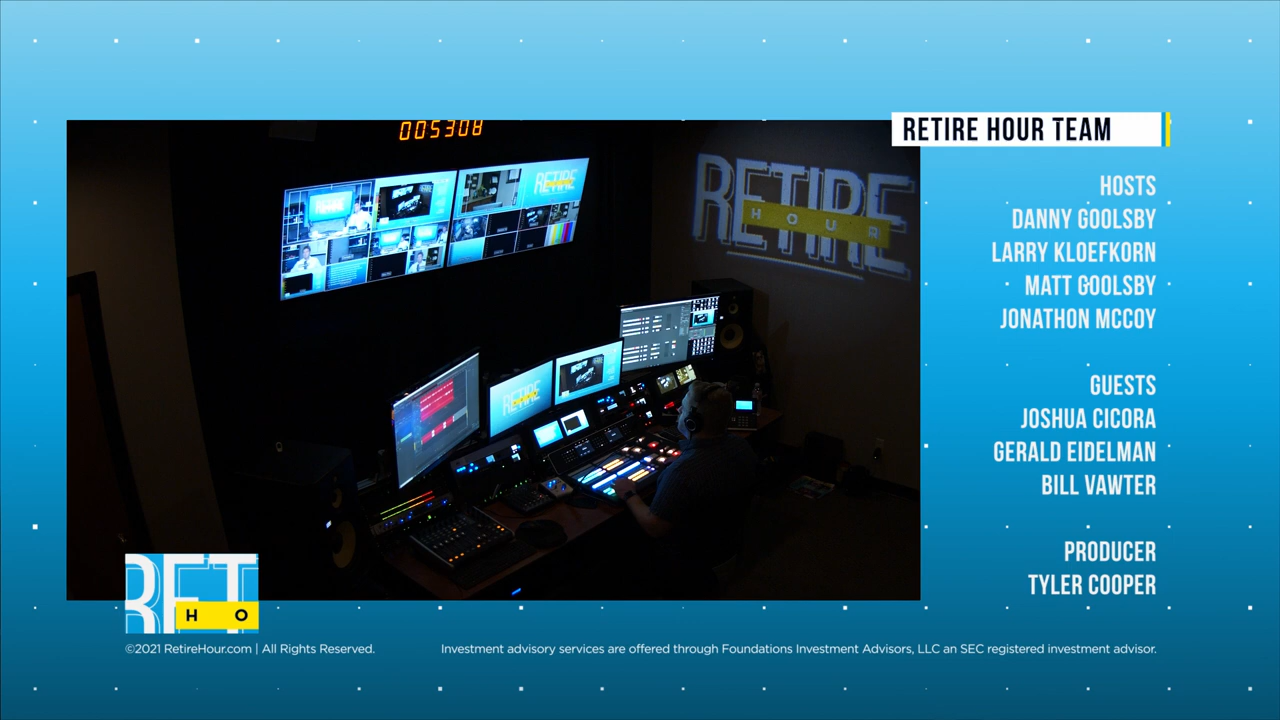 005308
RETIRE
HOUR
RETIRE HOUR TEAM
HOSTS
DANNY GOOLSBY
LARRY KLOEFKORN
MATT GOOLSBY
JONATHON MCCOY
GUESTS
JOSHUA CICORA
GERALD EIDELMAN
BILL VAWTER
PRODUCER
TYLER COOPER
RET
HO
©2021 RetireHour.com | All Rights Reserved.
Investment advisory services are offered through Foundations Investment Advisors, LLC an SEC registered investment advisor.